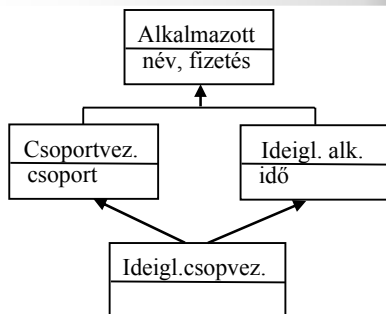 Alkalmazott
név, fizetés
Csoportvez.
csoport
Ideigl. alk.
idő
Ideigl.csopvez.